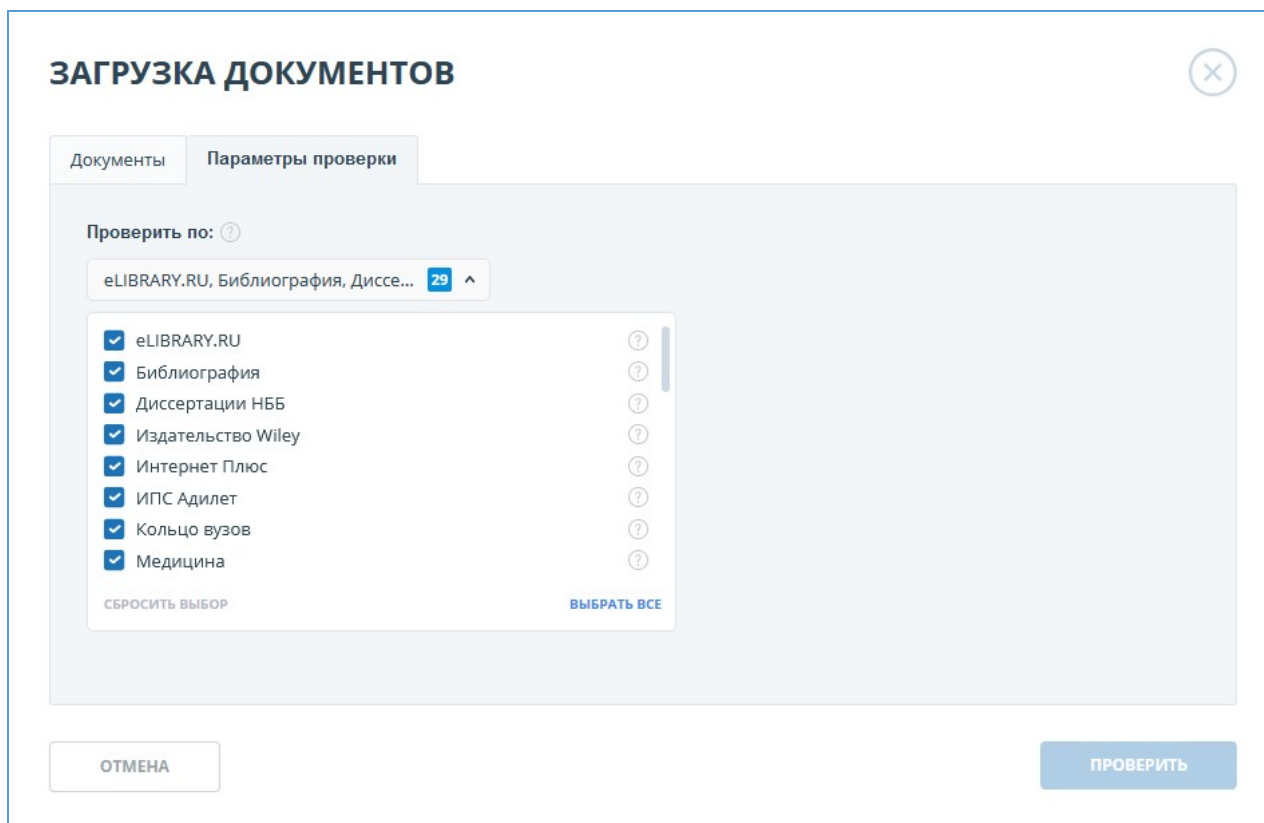 ЗАГРУЗКА ДОКУМЕНТОВ
Документы
Параметры проверки
Проверить по: ?
eLIBRARY.RU, Библиография, Диссе... 29
eLIBRARY.RU ?
Библиография ?
Диссертации НББ ?
Издательство Wiley ?
Интернет Плюс ?
ИПС Адилет ?
Кольцо вузов ?
Медицина ?
СБРОСИТЬ ВЫБОР
ВЫБРАТЬ ВСЕ
ОТМЕНА
ПРОВЕРИТЬ